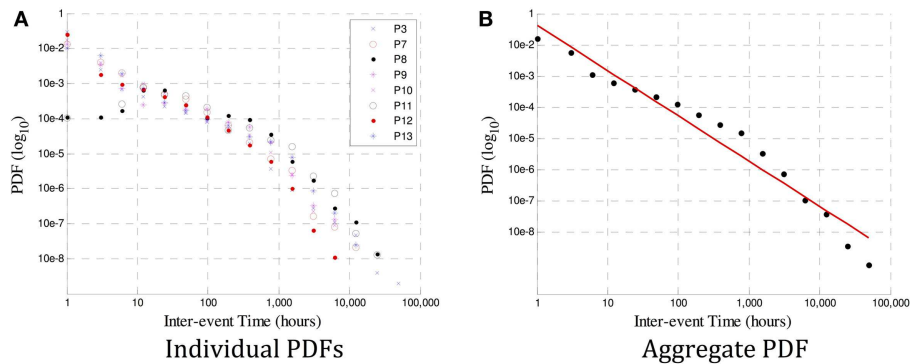 A
1
10e-2
10e-3
10e-4
10e-5
10e-6
10e-7
10e-8
PDF (log10)
1
10
100
1,000
10,000
100,000
Inter-event Time (hours)
P3
P7
P8
P9
P10
P11
P12
P13
Individual PDFs
B
1
10e-2
10e-3
10e-4
10e-5
10e-6
10e-7
10e-8
PDF (log10)
1
10
100
1,000
10,000
100,000
Inter-event Time (hours)
Aggregate PDF